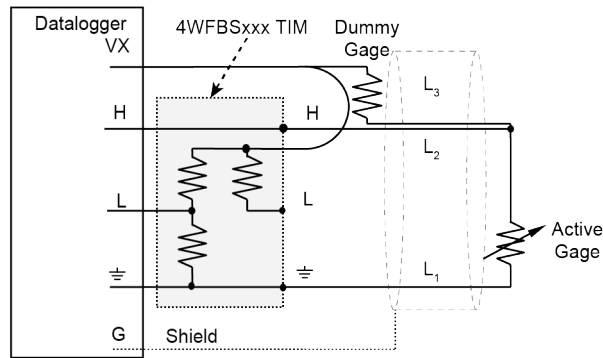 Datalogger
VX
4WFBSxxx TIM
Dummy
Gage
L3
H
H
L2
L
L
Active
Gage
L1
G
Shield